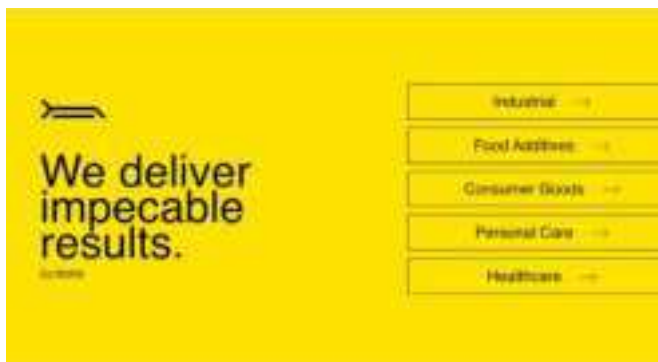 We deliver
impecable
results.
Industrial
Food Additives
Consumer Goods
Personal Care
Healthcare